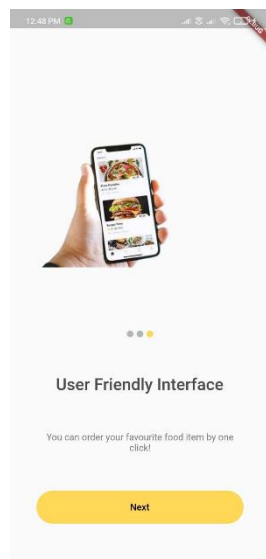 12:48 PM
User Friendly Interface
You can order your favourite food item by one
click!
Next